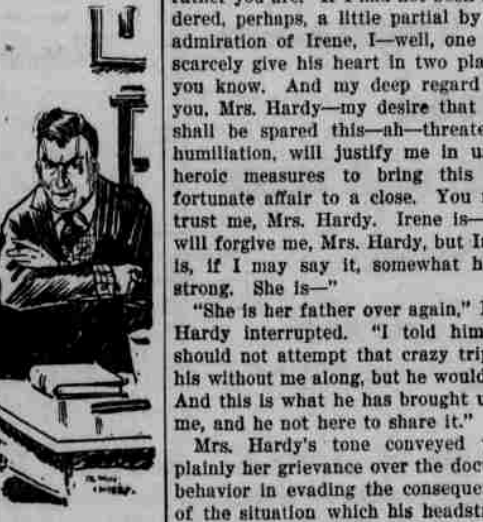 rather you are. If I had not been
dered, perhaps, a little partial by
admiration of Irene, I—well, one
scarcely give his heart in two pla
you know. And my deep regard
you, Mrs. Hardy—my desire that
shall be spared this—ah—threate
humiliation, will justify me in u
heroic measures to bring this
fortunate affair to a close. You
trust me, Mrs. Hardy. Irene is—
will forgive me, Mrs. Hardy, but I
is, if I may say it, somewhat h
strong. She is—"
"She is her father over again,"
Hardy interrupted. "I told him
should not attempt that crazy trip
his without me along, but he would
And this is what he has brought u
me, and he not here to share it."
Mrs. Hardy's tone conveyed
plainly her grievance over the doc
behavior in evading the conseque
of the situation which his headst